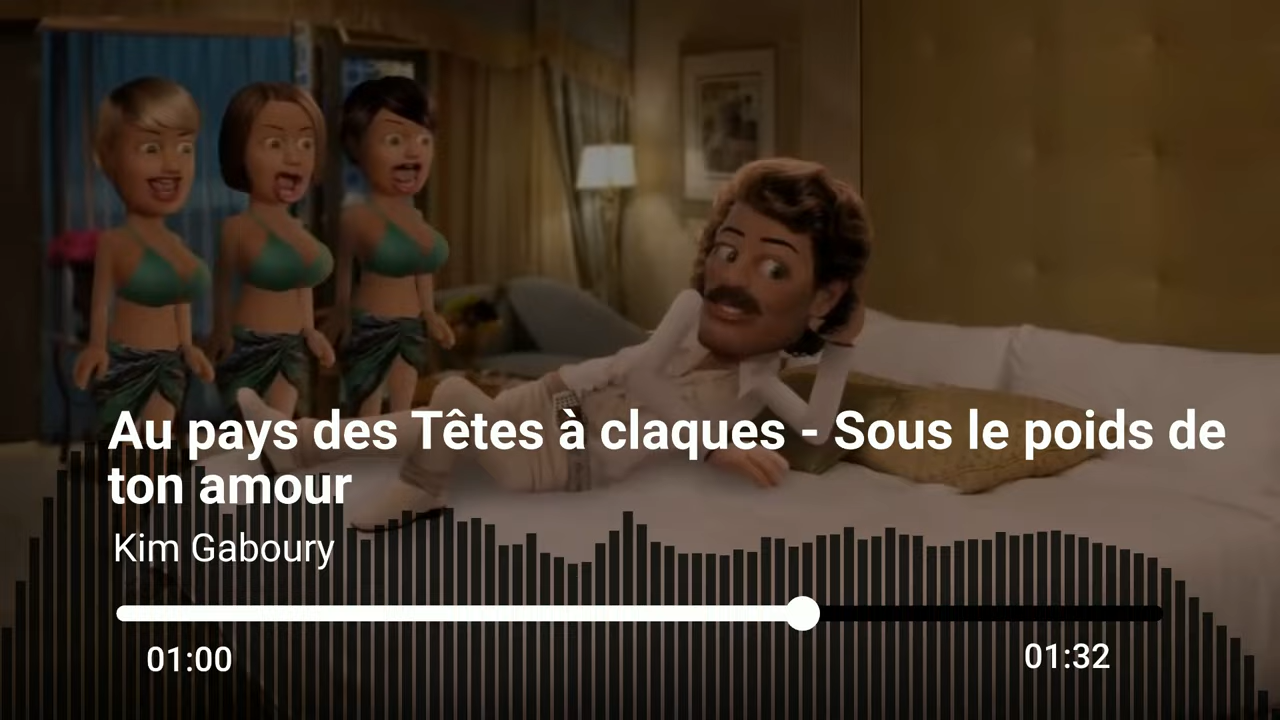 Au pays des Têtes à claques - Sous le poids de
ton amour
Kim Gaboury
01:00
01:32